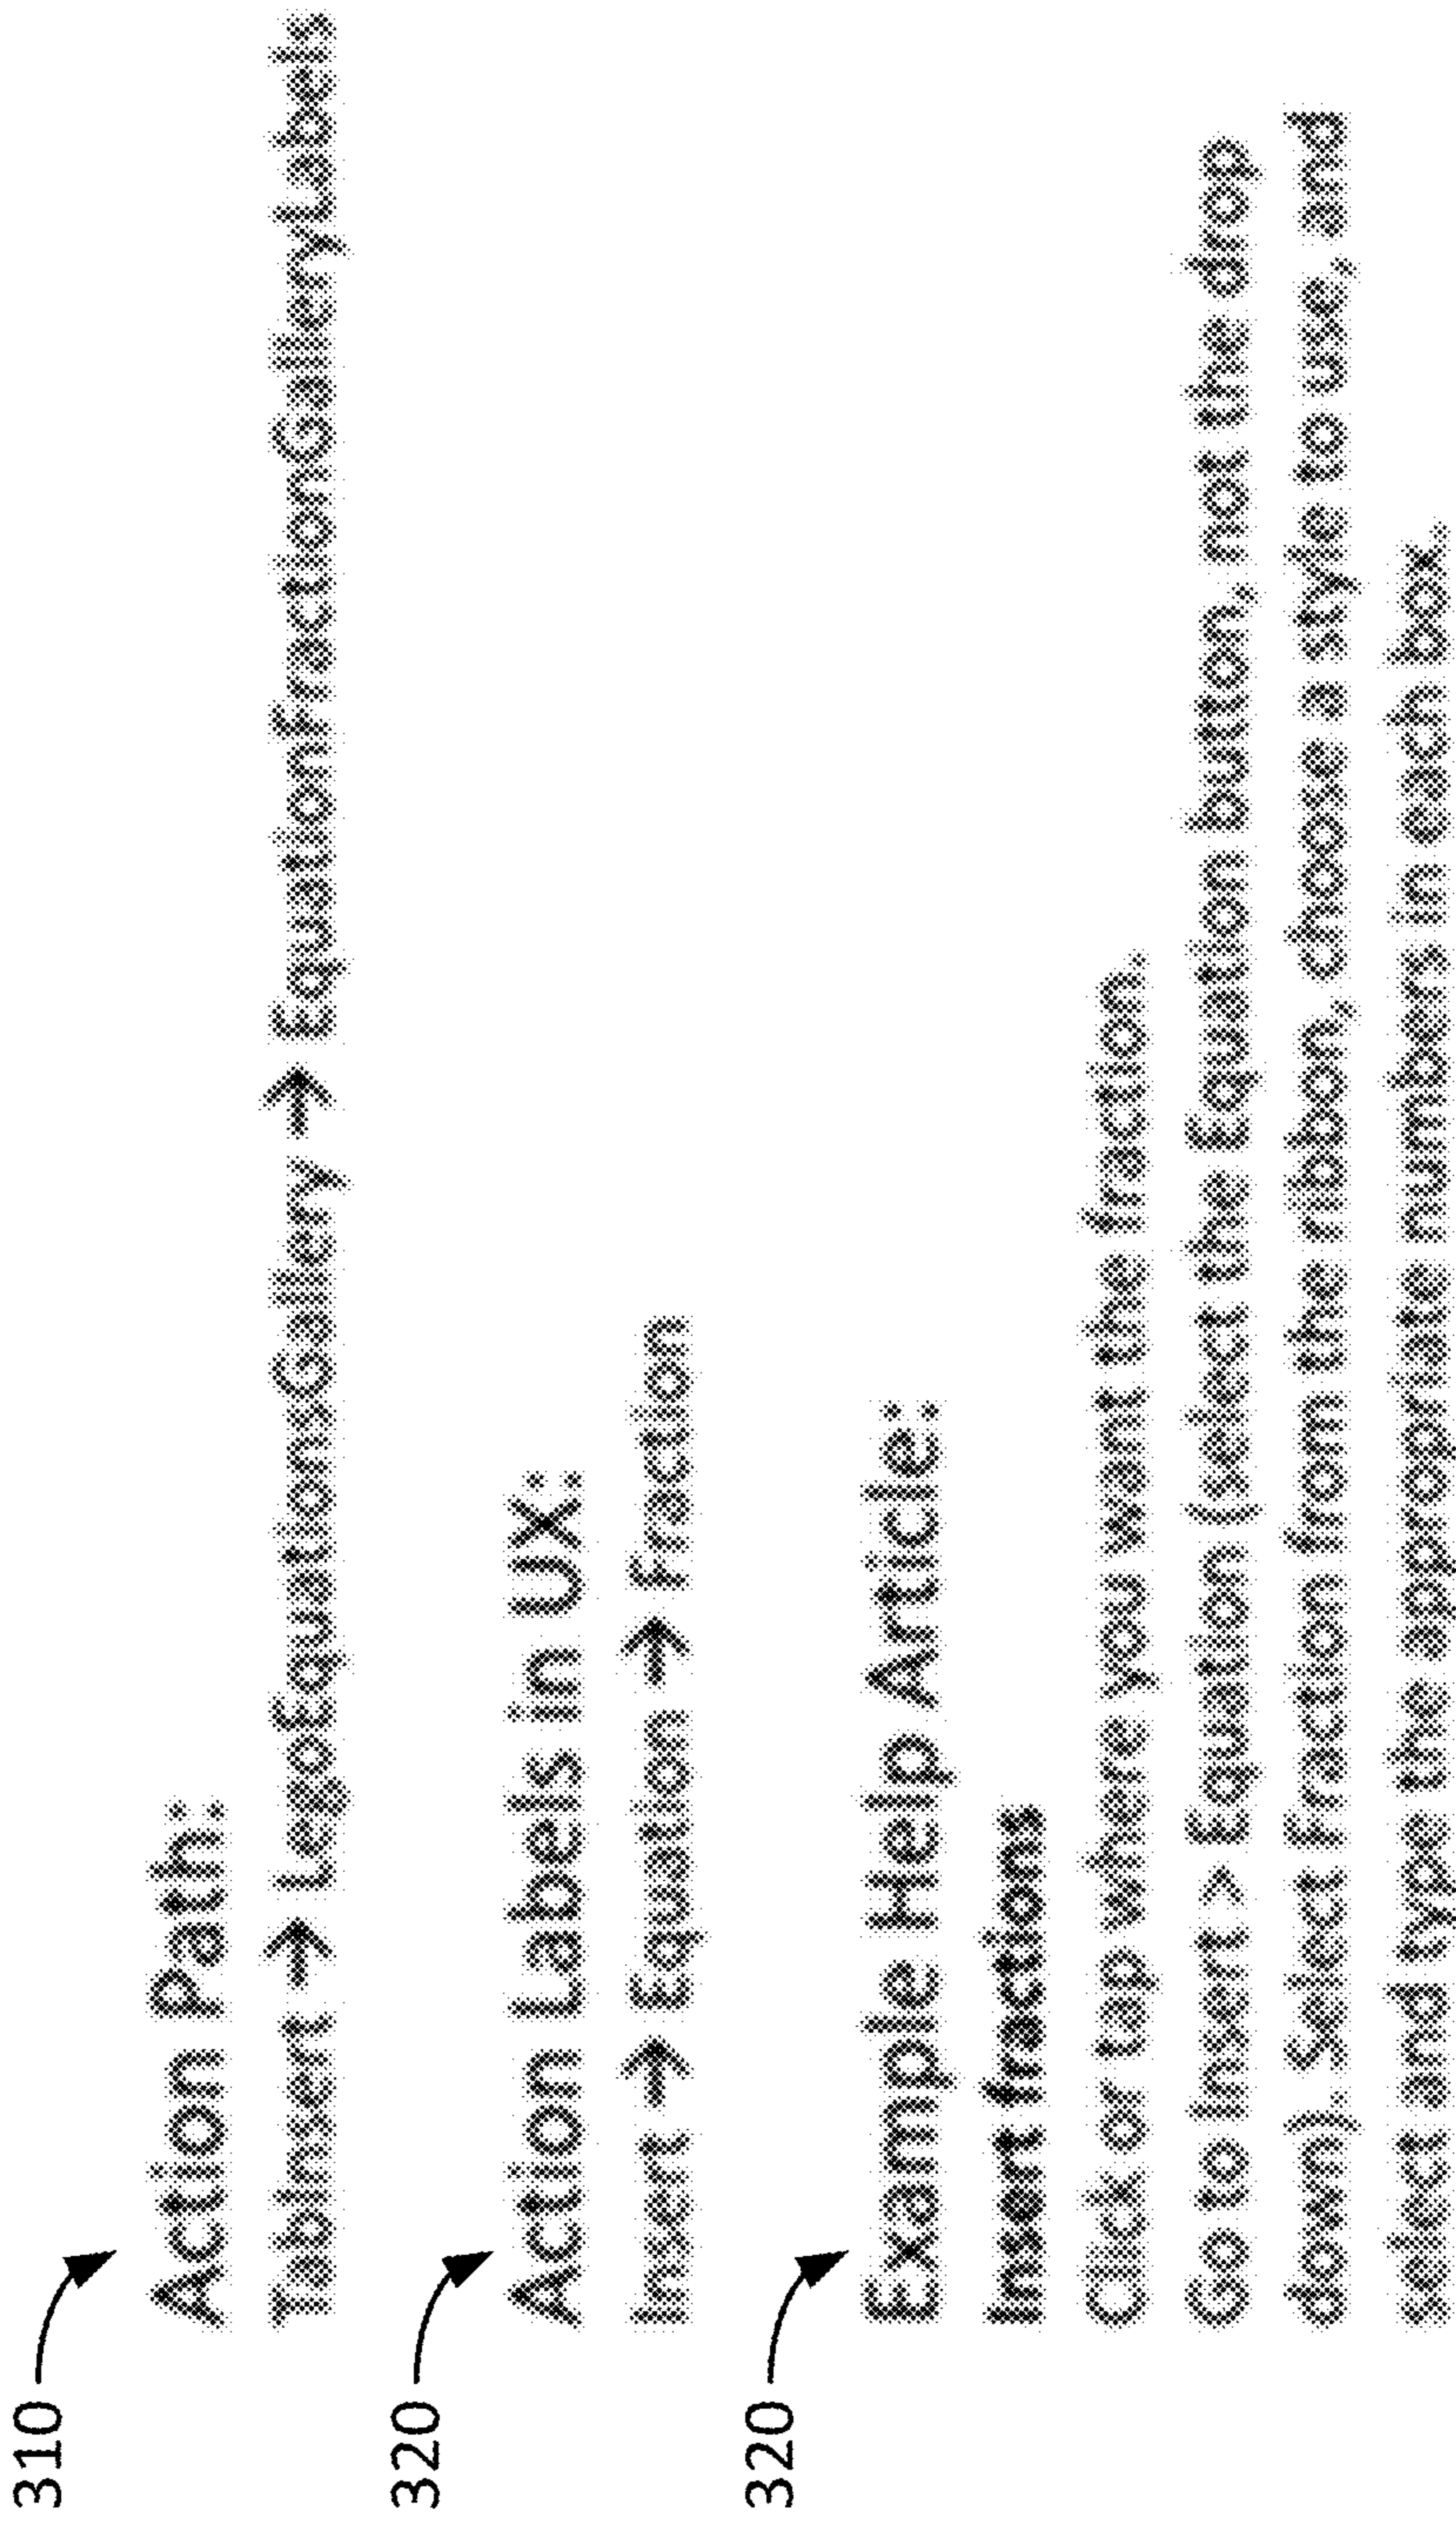 310
Action Path:
TabInsert → LegoEquationsGallery → EquationFractionGalleryLabels
320
Action Labels in UX:
Insert → Equation → Fraction
320
Example Help Article:
Insert fractions
Click or tap where you want the fraction.
Go to Insert > Equation (select the Equation button, not the drop
down). Select Fraction from the ribbon, choose a style to use, and
select and type the appropriate numbers in each box.